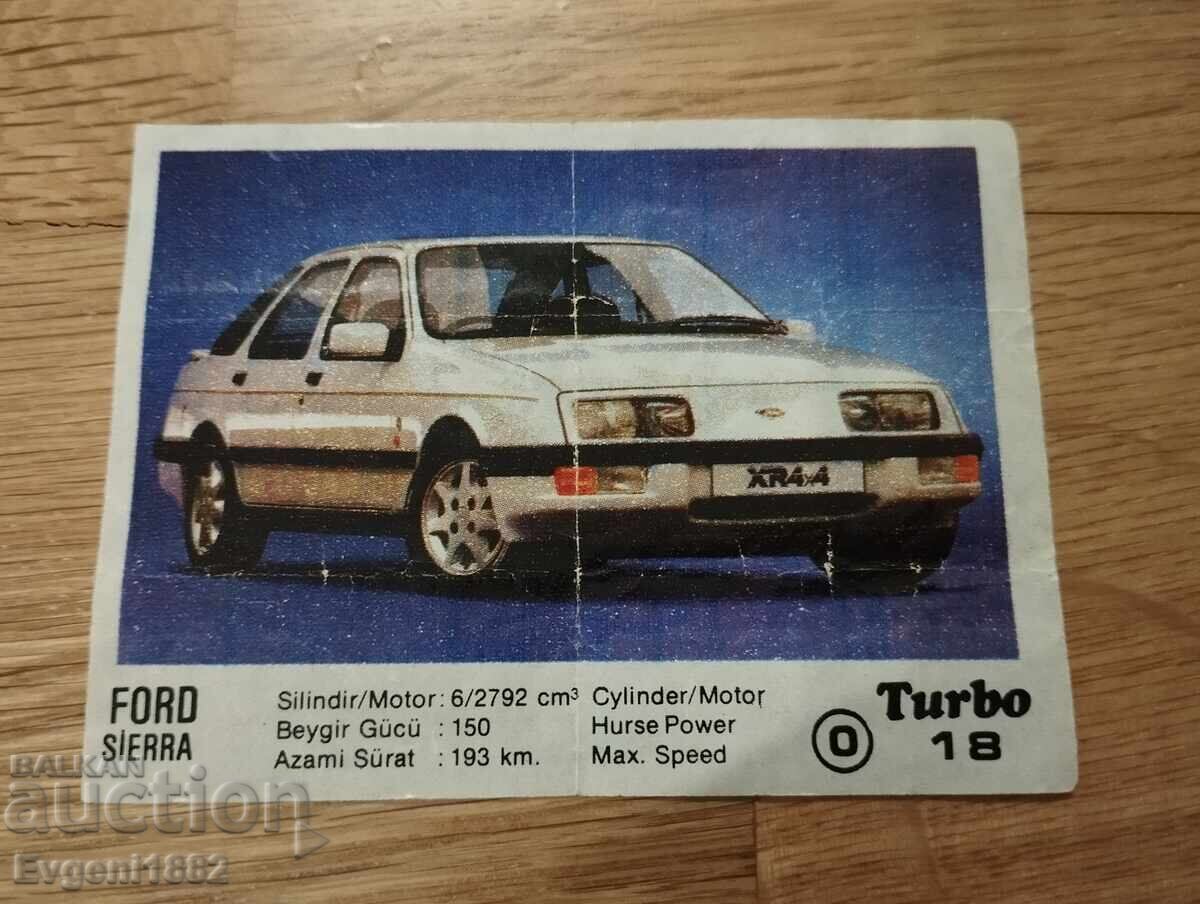 XR4x4
FORD
SİERRA
Silindir/Motor: 6/2792 cm³ Cylinder/Motor
Beygir Gücü : 150 Hurse Power
Azami Sürat : 193 km. Max. Speed
0
Turbo
18
BALKAN
auction
Evgeni1882